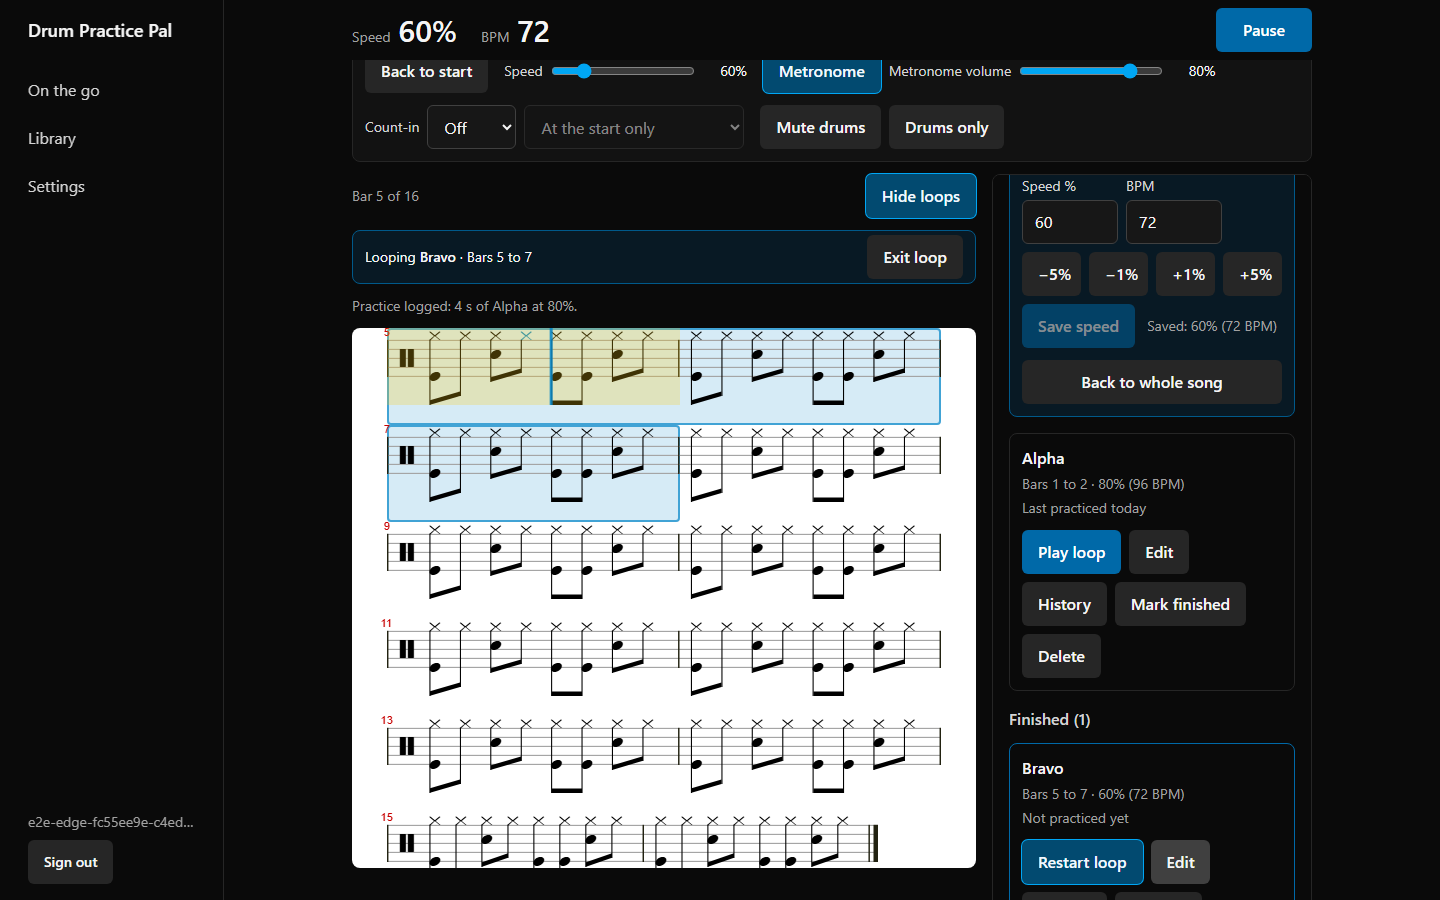 Drum Practice Pal
On the go
Library
Settings
e2e-edge-fc55ee9e-c4ed...
Sign out
Speed 60% BPM 72
Pause
Back to start Speed 60% Metronome Metronome volume 80%
Count-in Off At the start only Mute drums Drums only
Bar 5 of 16
Hide loops
Looping Bravo · Bars 5 to 7
Exit loop
Practice logged: 4 s of Alpha at 80%.
5
7
9
11
13
15
Speed % BPM
60 72
−5% −1% +1% +5%
Save speed Saved: 60% (72 BPM)
Back to whole song
Alpha
Bars 1 to 2 · 80% (96 BPM)
Last practiced today
Play loop Edit
History Mark finished
Delete
Finished (1)
Bravo
Bars 5 to 7 · 60% (72 BPM)
Not practiced yet
Restart loop Edit